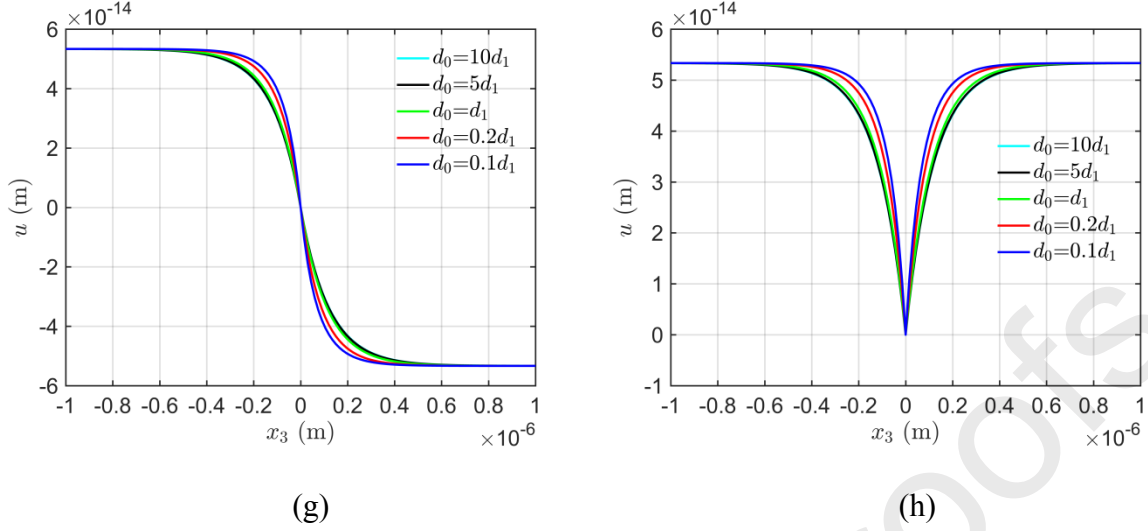 ×10⁻¹⁴
6
4
2
0
-2
-4
-6
u (m)
d₀=10d₁
d₀=5d₁
d₀=d₁
d₀=0.2d₁
d₀=0.1d₁
-1 -0.8 -0.6 -0.4 -0.2 0 0.2 0.4 0.6 0.8 1
x₃ (m)
×10⁻⁶
(g)
×10⁻¹⁴
6
5
4
3
2
1
0
-1
u (m)
d₀=10d₁
d₀=5d₁
d₀=d₁
d₀=0.2d₁
d₀=0.1d₁
-1 -0.8 -0.6 -0.4 -0.2 0 0.2 0.4 0.6 0.8 1
x₃ (m)
×10⁻⁶
(h)
oofs